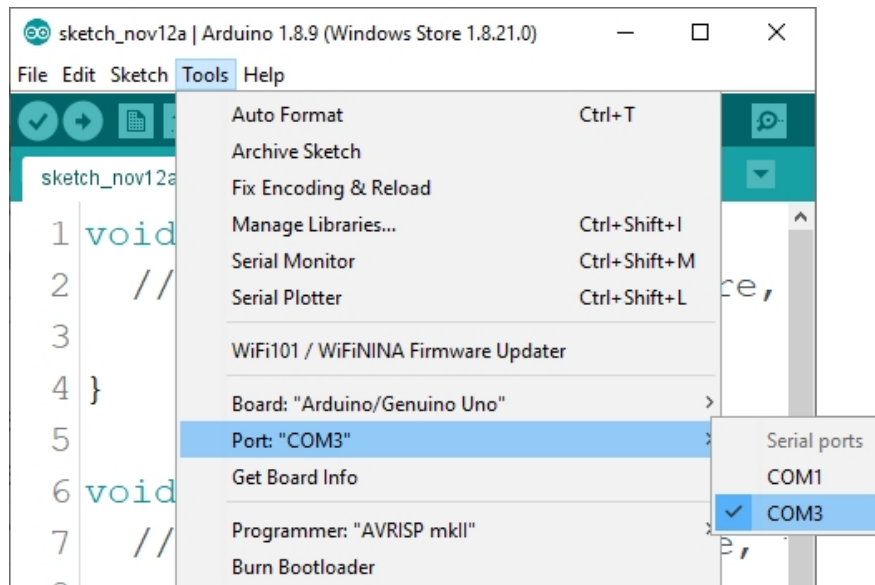 sketch_nov12a | Arduino 1.8.9 (Windows Store 1.8.21.0)
File Edit Sketch Tools Help
Auto Format Ctrl+T
Archive Sketch
sketch_nov12a
Fix Encoding & Reload
1 void
Manage Libraries... Ctrl+Shift+I
Serial Monitor Ctrl+Shift+M
2 // re,
Serial Plotter Ctrl+Shift+L
3
WiFi101 / WiFiNINA Firmware Updater
4 }
Board: "Arduino/Genuino Uno"
5
Port: "COM3"
Serial ports
Get Board Info
COM1
6 void
COM3
7 // e,
Programmer: "AVRISP mkII"
Burn Bootloader